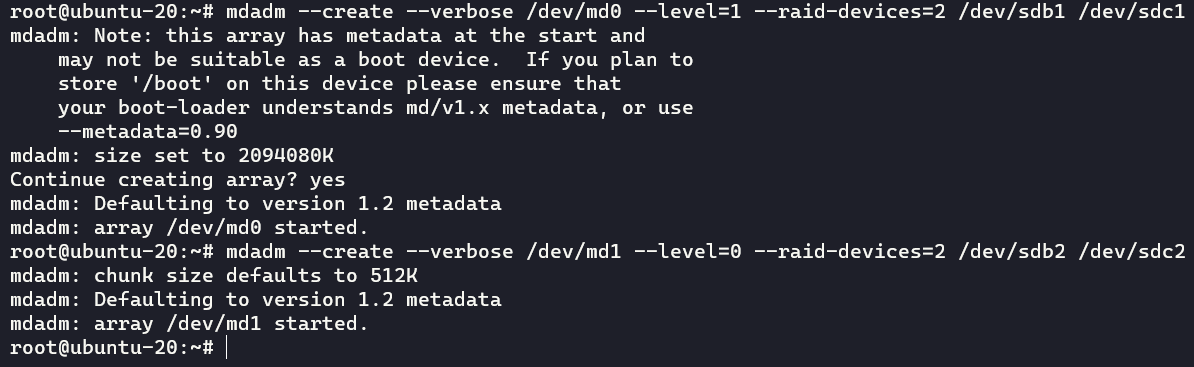 root@ubuntu-20:~# mdadm --create --verbose /dev/md0 --level=1 --raid-devices=2 /dev/sdb1 /dev/sdc1
mdadm: Note: this array has metadata at the start and
    may not be suitable as a boot device.  If you plan to
    store '/boot' on this device please ensure that
    your boot-loader understands md/v1.x metadata, or use
    --metadata=0.90
mdadm: size set to 2094080K
Continue creating array? yes
mdadm: Defaulting to version 1.2 metadata
mdadm: array /dev/md0 started.
root@ubuntu-20:~# mdadm --create --verbose /dev/md1 --level=0 --raid-devices=2 /dev/sdb2 /dev/sdc2
mdadm: chunk size defaults to 512K
mdadm: Defaulting to version 1.2 metadata
mdadm: array /dev/md1 started.
root@ubuntu-20:~#